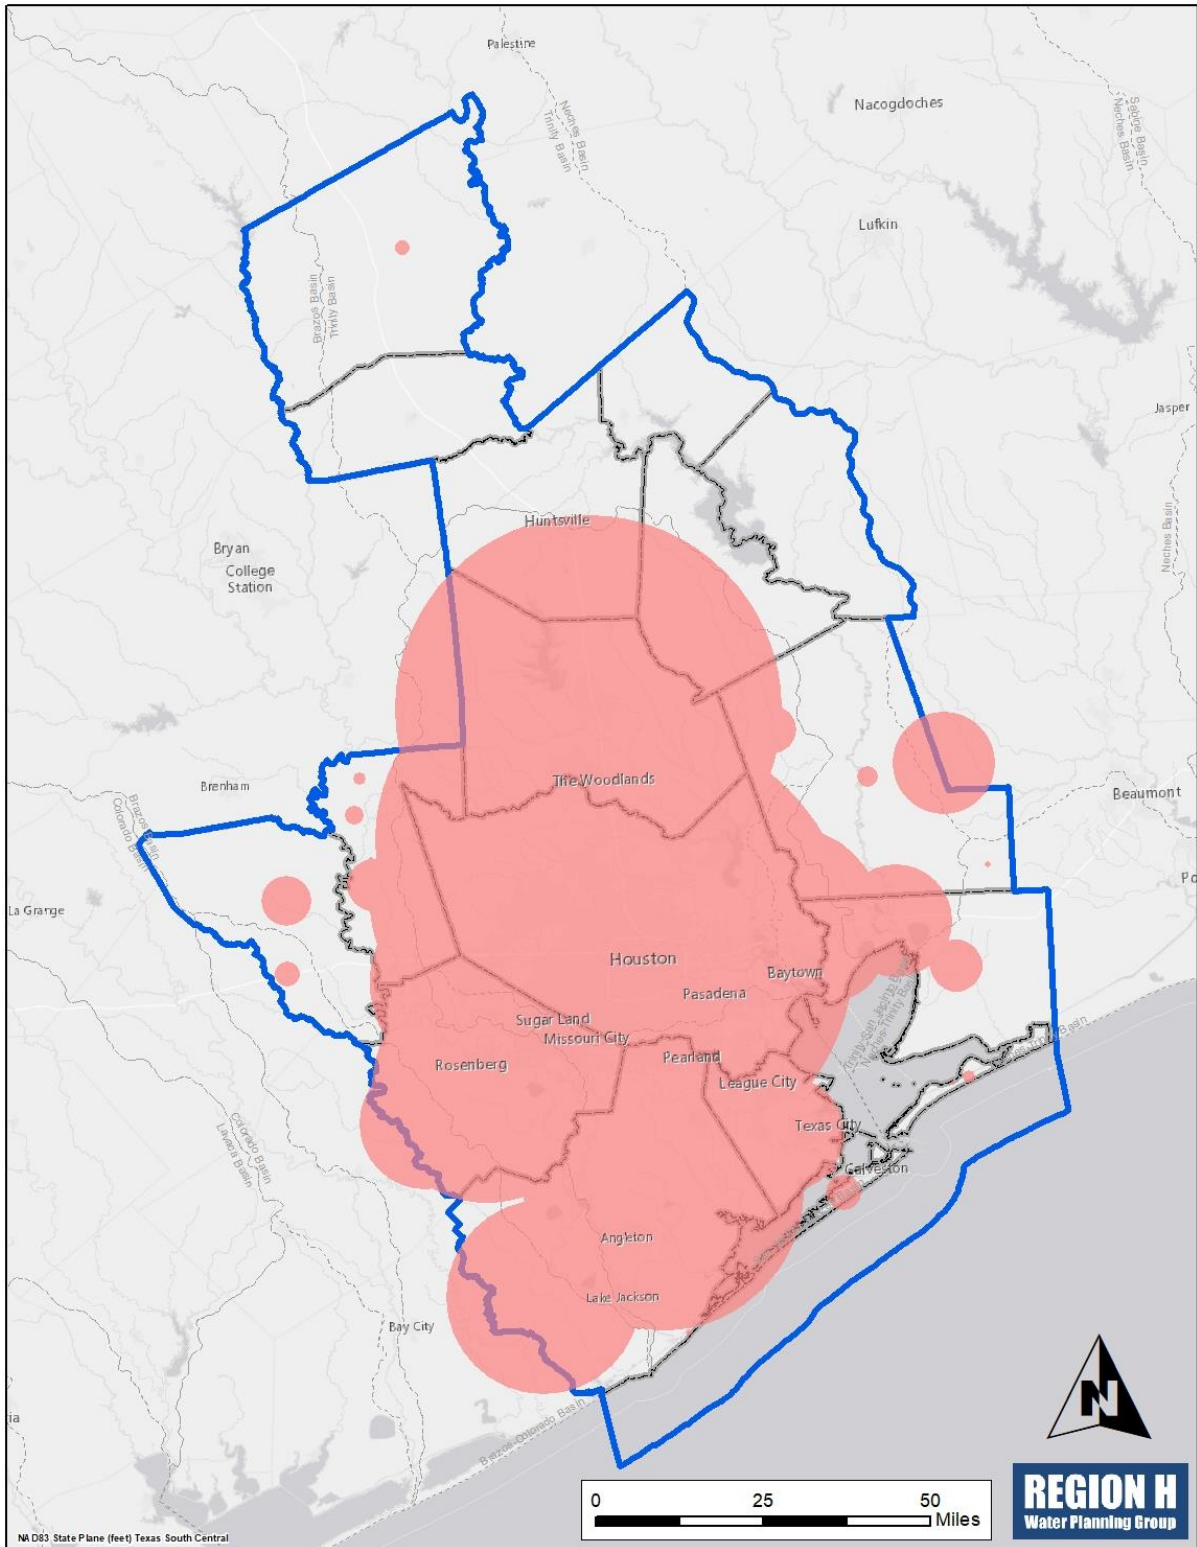 Palestine
Neches Basin
Trinity Basin
Nacogdoches
Sabine Basin
Neches Basin
Lufkin
Brazos Basin
Trinity Basin
Jasper
Huntsville
Bryan
College
Station
Neches Basin
The Woodlands
Brenham
Beaumont
Brazos Basin
Colorado Basin
Po
La Grange
Houston
Baytown
Pasadena
Sugar Land
Missouri City
Rosenberg
Pearland
League City
Texas City
Galveston
Colorado Basin
Lavaca Basin
Angleton
Lake Jackson
Bay City
ia
Brazos-Colorado Basin
N
0 25 50
Miles
REGION H
Water Planning Group
NAD83 State Plane (feet) Texas South Central